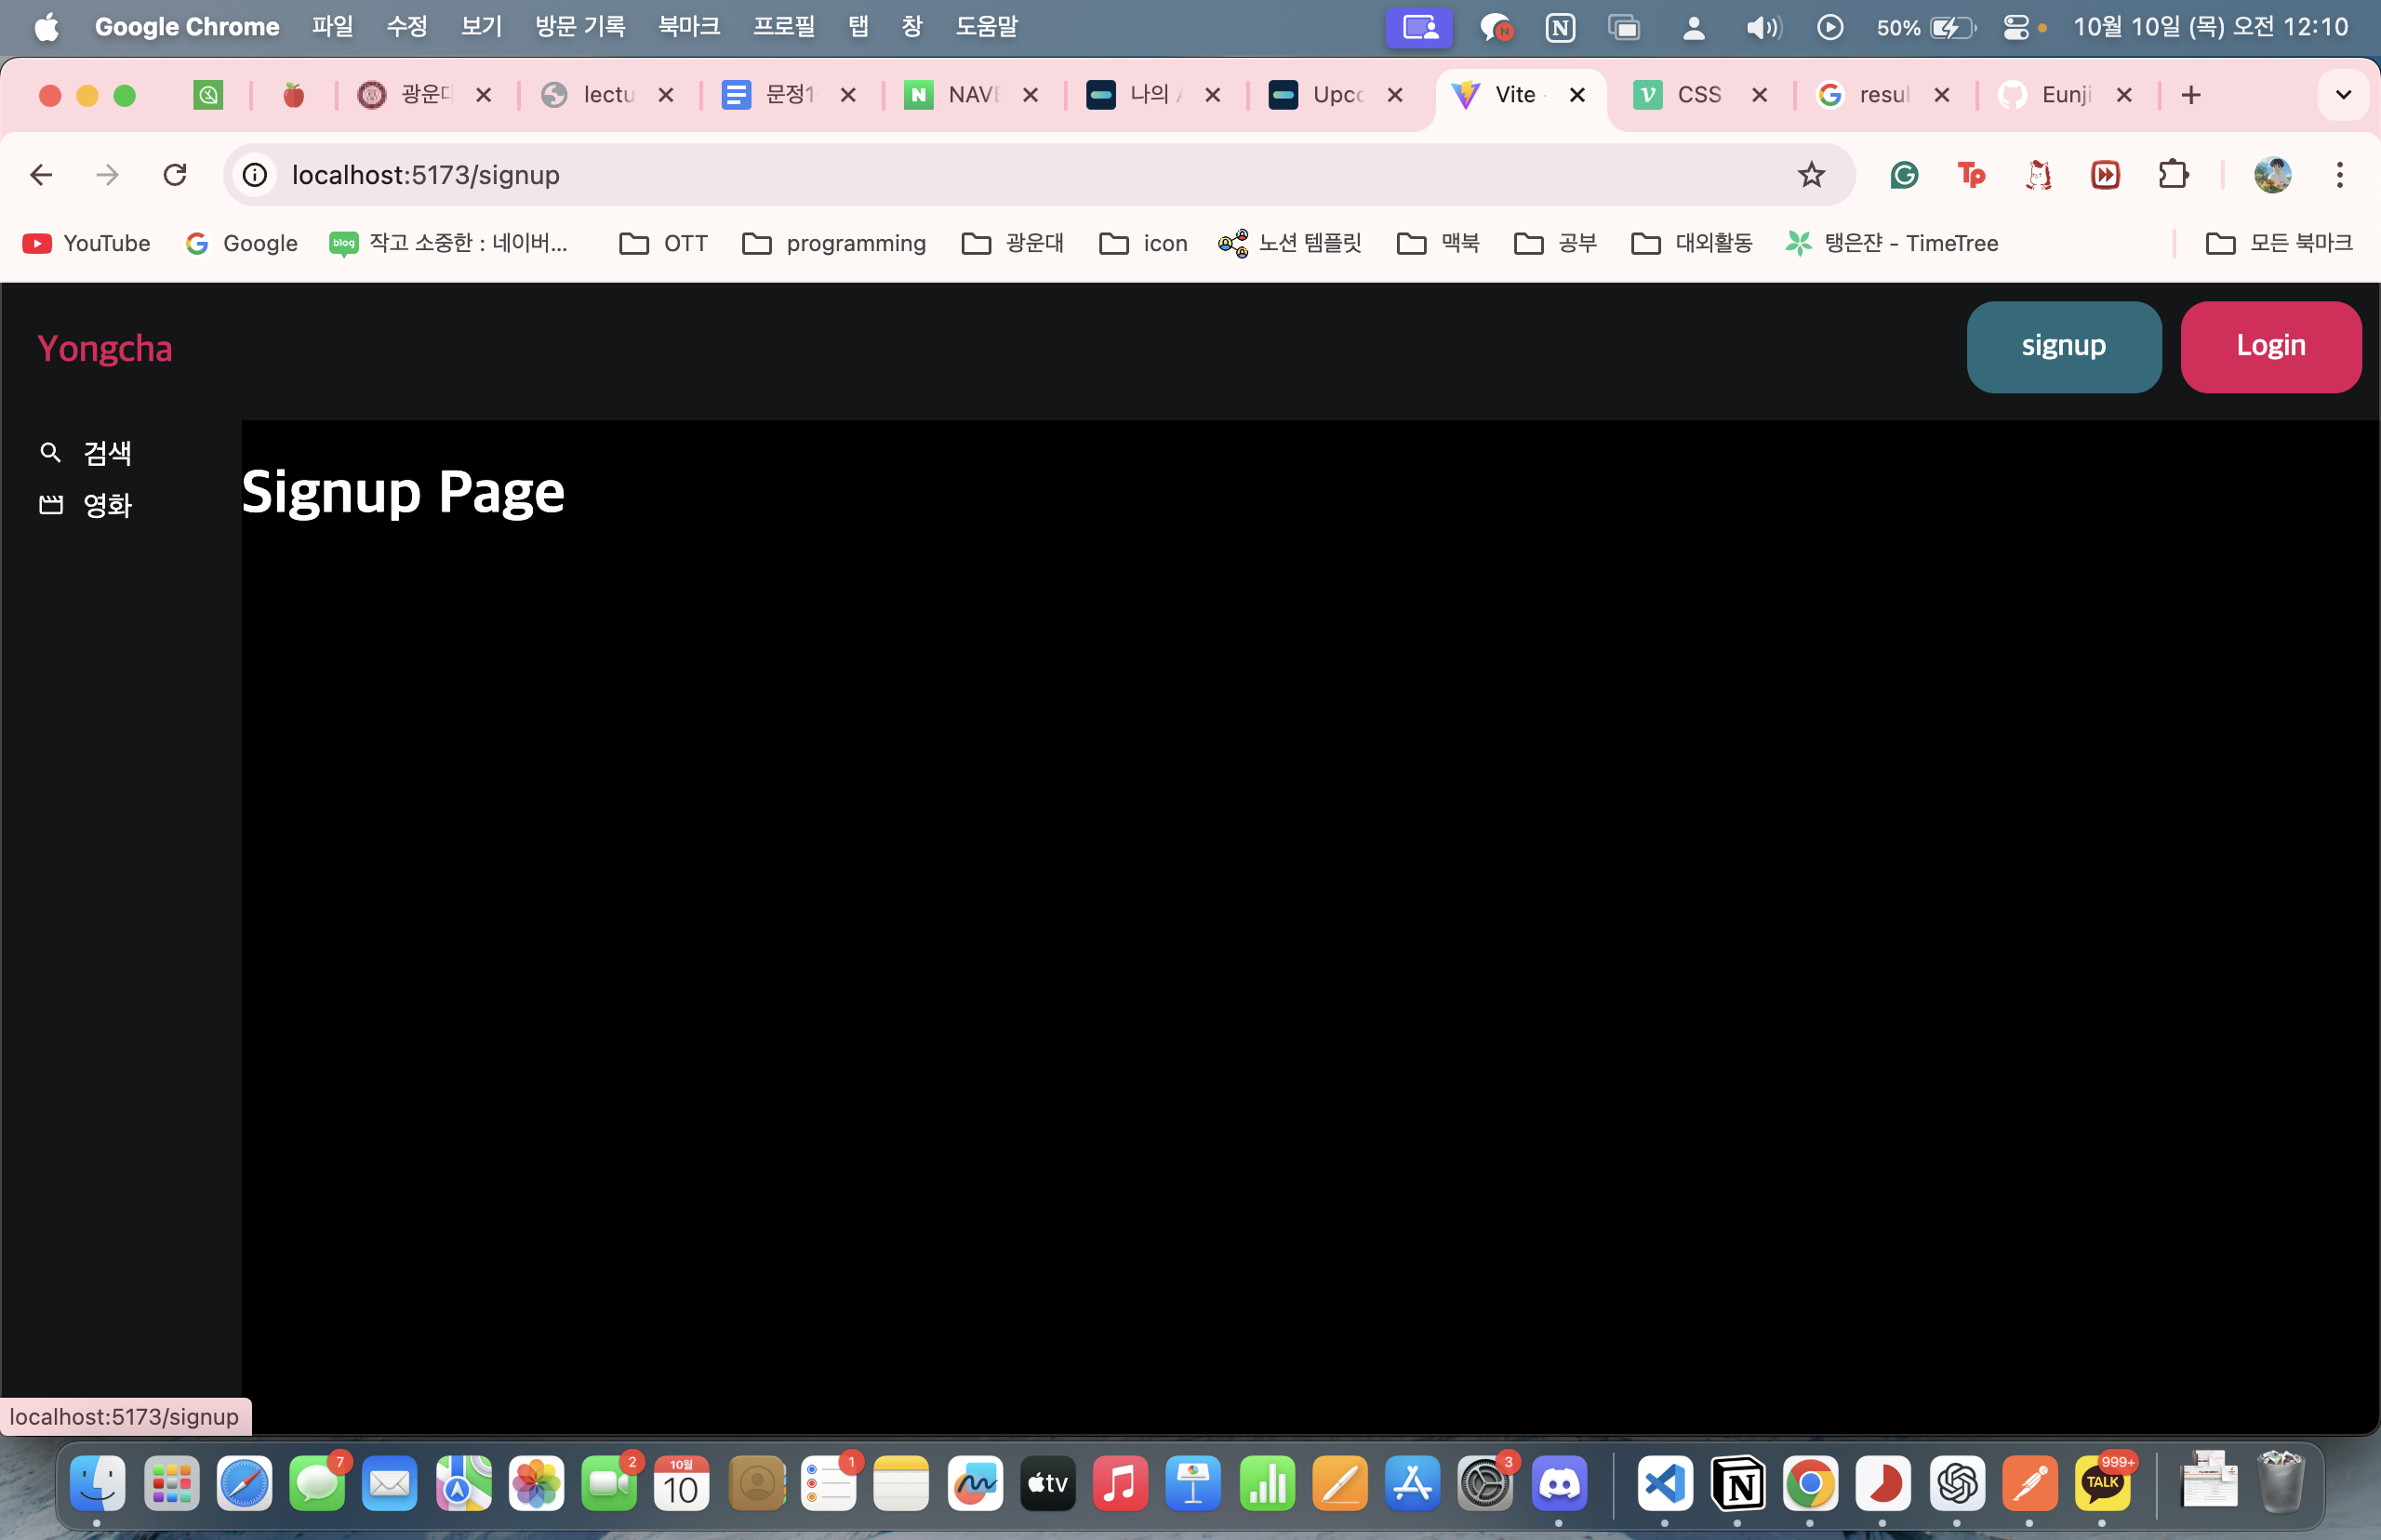 Google Chrome 파일 수정 보기 방문 기록 북마크 프로필 탭 창 도움말 50% 10월 10일 (목) 오전 12:10
광운대 lectu 문정1 NAVE 나의 Upco Vite CSS resul Eunji
localhost:5173/signup
YouTube Google blog 작고 소중한 : 네이버... OTT programming 광운대 icon 노션 템플릿 맥북 공부 대외활동 탱은쟌 - TimeTree 모든 북마크
Yongcha signup Login
검색
영화
Signup Page
localhost:5173/signup
7 2 10월 10 1 tv 3 TALK 999+